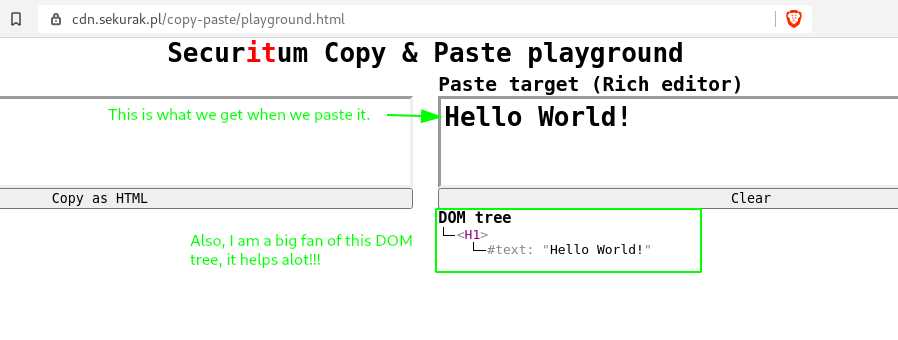 cdn.sekurak.pl/copy-paste/playground.html
Securitum Copy & Paste playground
Paste target (Rich editor)
This is what we get when we paste it.
Hello World!
Copy as HTML
Clear
DOM tree
<H1>
#text: "Hello World!"
Also, I am a big fan of this DOM
tree, it helps alot!!!